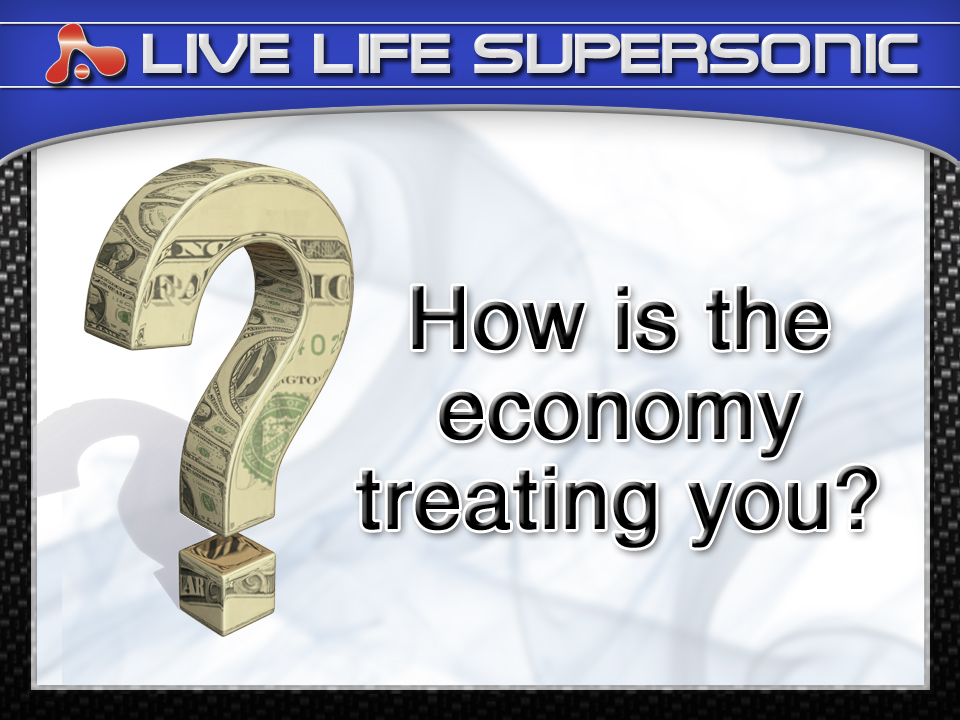 LIVE LIFE SUPERSONIC
How is the
economy
treating you?